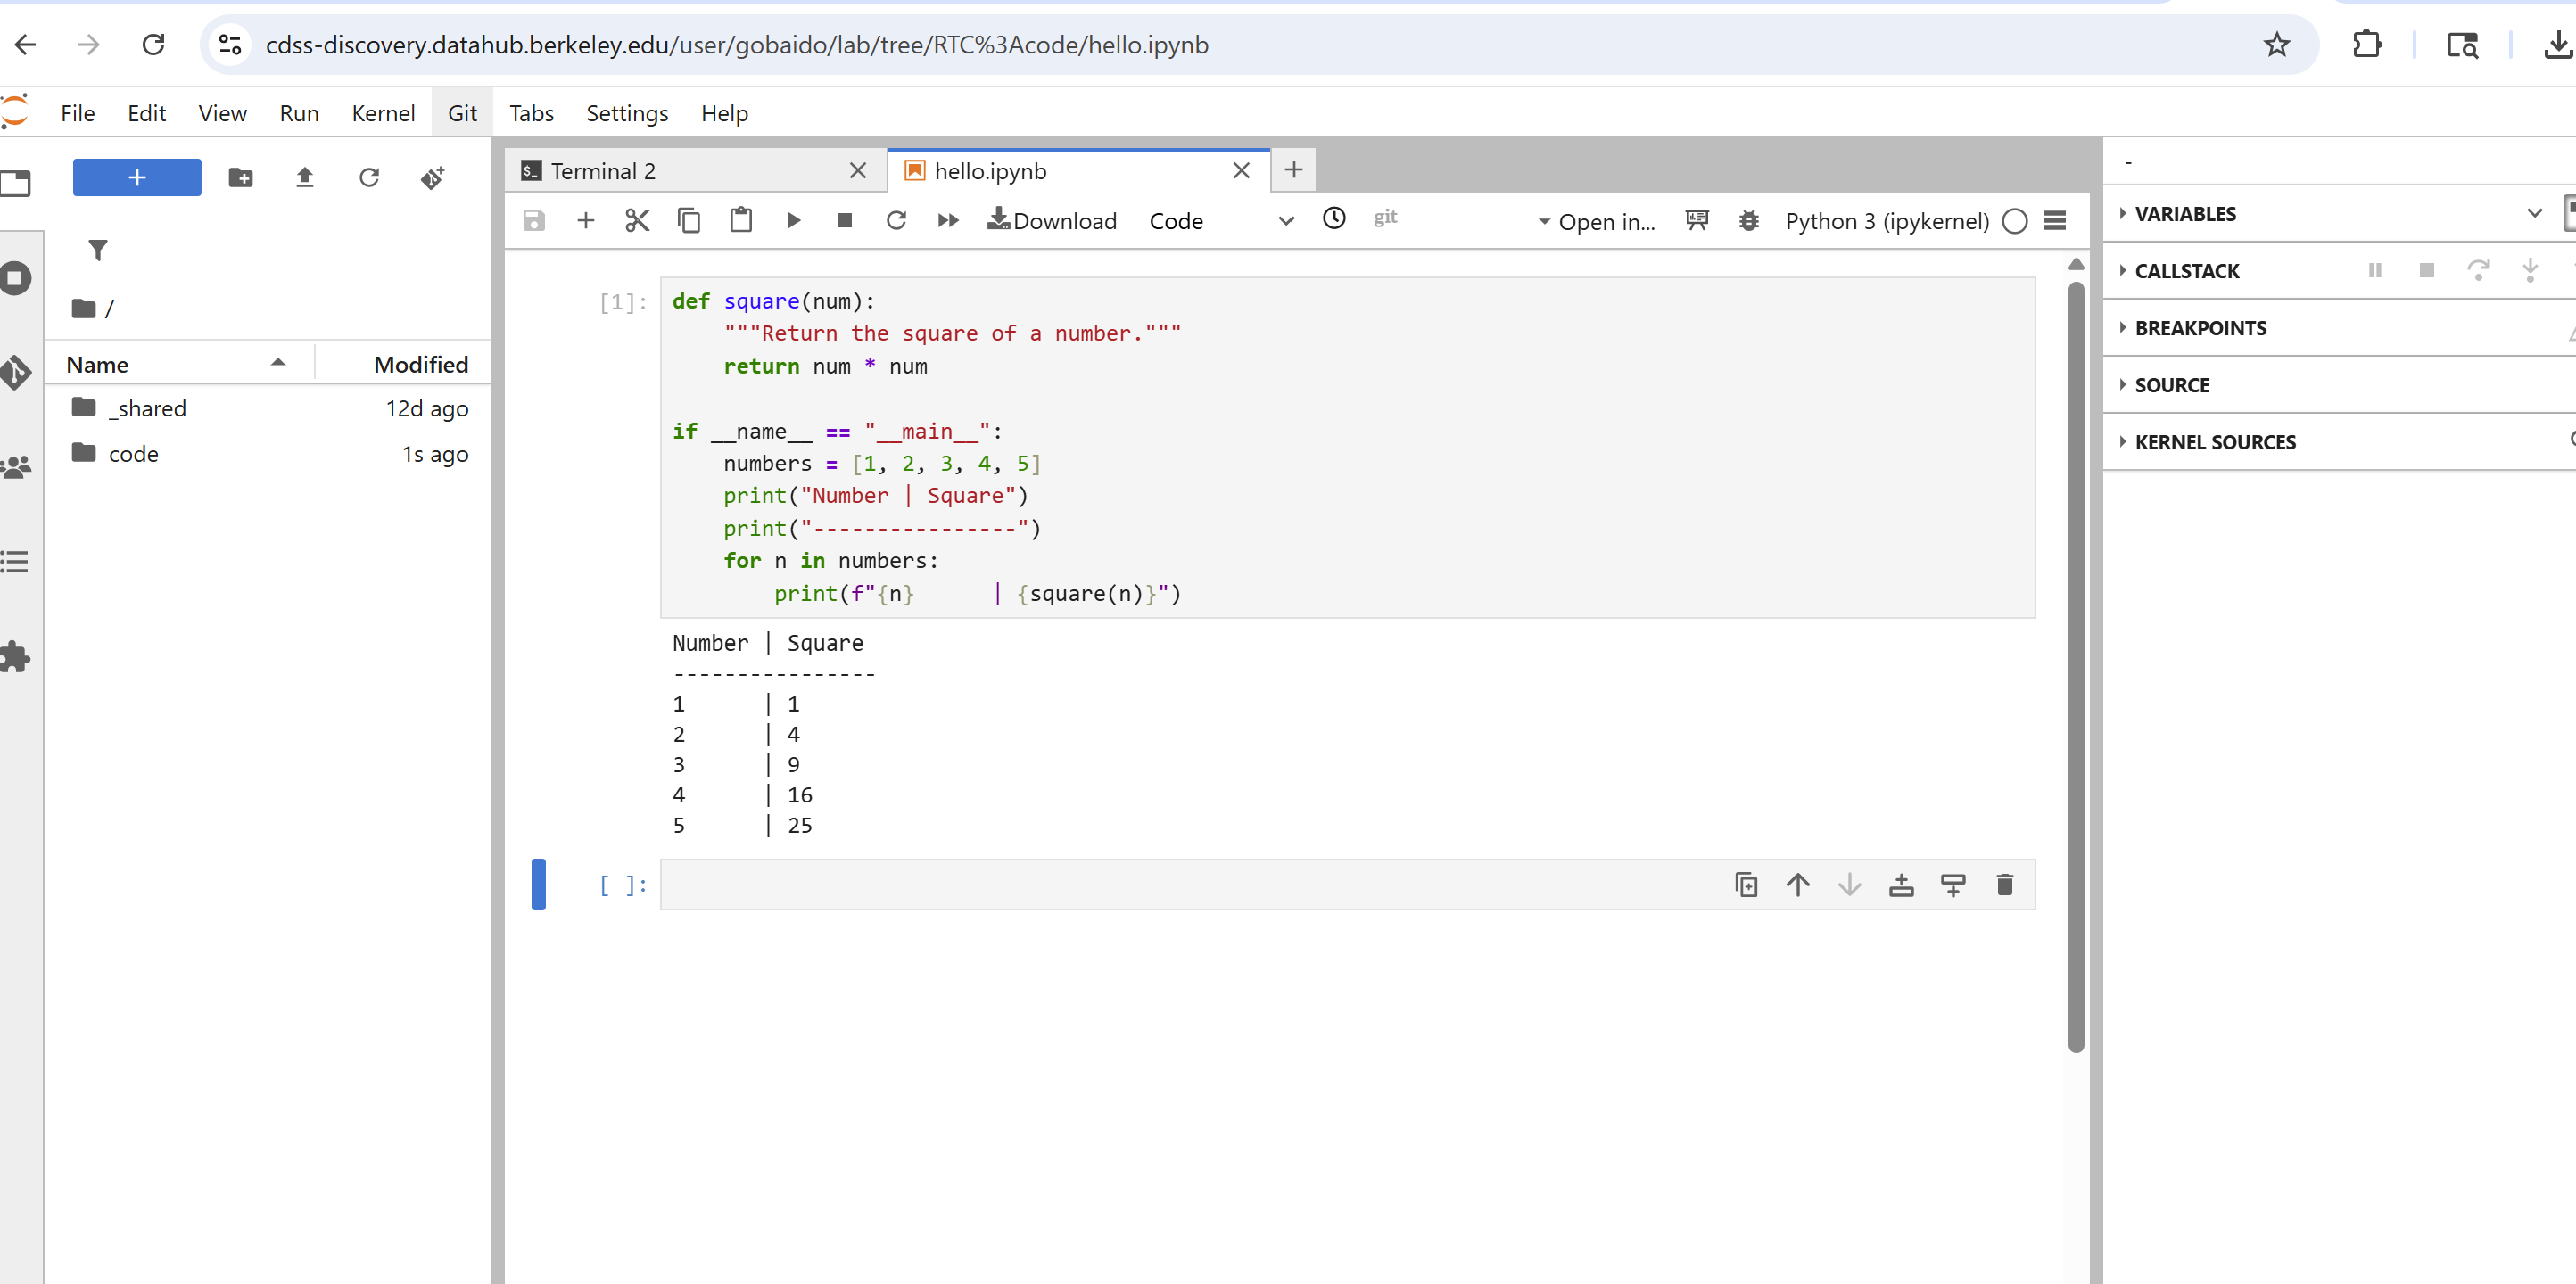 cdss-discovery.datahub.berkeley.edu/user/gobaido/lab/tree/RTC%3Acode/hello.ipynb
File Edit View Run Kernel Git Tabs Settings Help
/
Name Modified
_shared 12d ago
code 1s ago
$_ Terminal 2 hello.ipynb
Download Code git Open in... Python 3 (ipykernel)
[1]: def square(num):
"""Return the square of a number."""
return num * num
if __name__ == "__main__":
numbers = [1, 2, 3, 4, 5]
print("Number | Square")
print("----------------")
for n in numbers:
print(f"{n}      | {square(n)}")
Number | Square
----------------
1      | 1
2      | 4
3      | 9
4      | 16
5      | 25
[ ]:
-
VARIABLES
CALLSTACK
BREAKPOINTS
SOURCE
KERNEL SOURCES